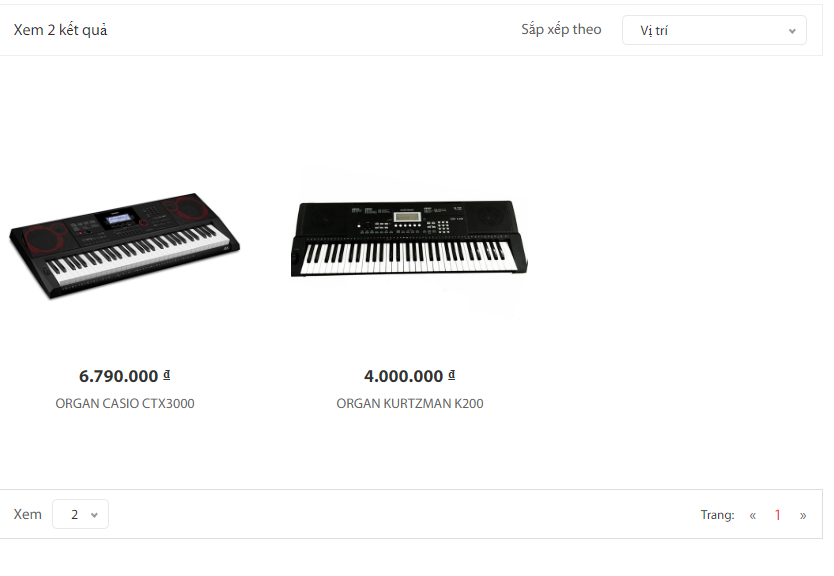 Xem 2 kết quả
Sắp xếp theo
Vị trí
6.790.000 ₫
ORGAN CASIO CTX3000
4.000.000 ₫
ORGAN KURTZMAN K200
Xem
2
Trang: « 1 »